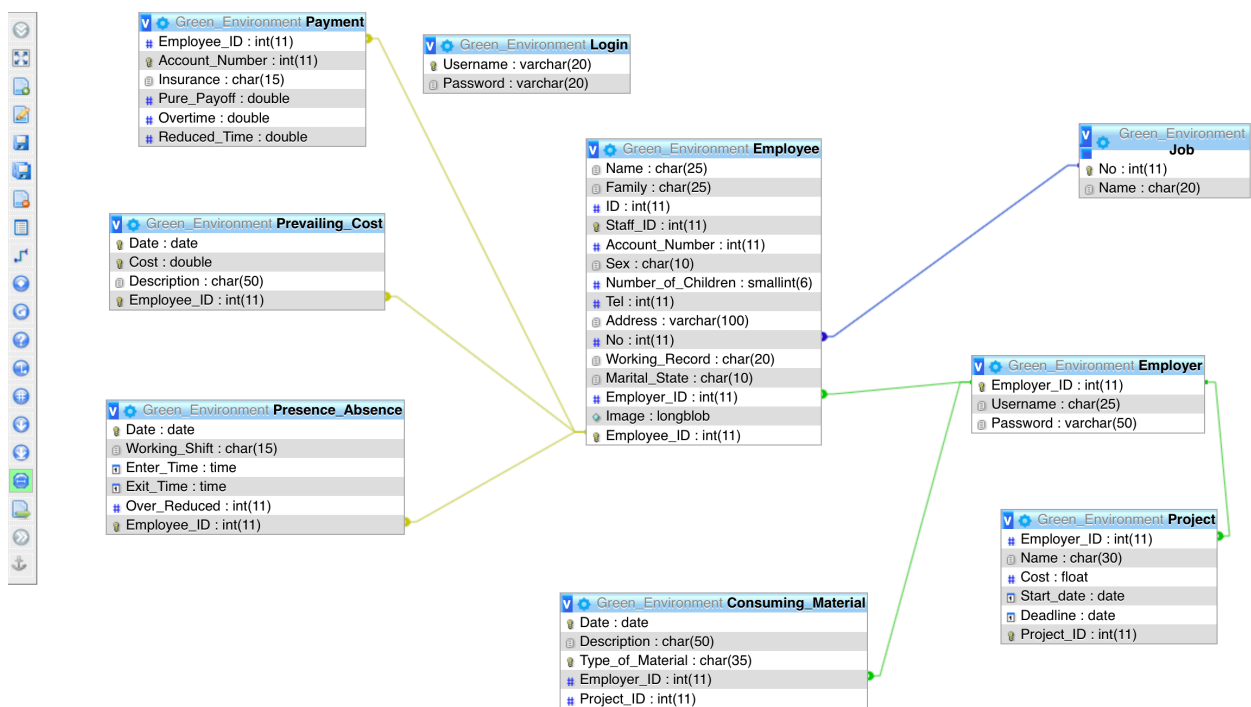 Green_Environment Payment
Employee_ID : int(11)
Account_Number : int(11)
Insurance : char(15)
Pure_Payoff : double
Overtime : double
Reduced_Time : double
Green_Environment Login
Username : varchar(20)
Password : varchar(20)
Green_Environment Employee
Name : char(25)
Family : char(25)
ID : int(11)
Staff_ID : int(11)
Account_Number : int(11)
Sex : char(10)
Number_of_Children : smallint(6)
Tel : int(11)
Address : varchar(100)
No : int(11)
Working_Record : char(20)
Marital_State : char(10)
Employer_ID : int(11)
Image : longblob
Employee_ID : int(11)
Green_Environment
Job
No : int(11)
Name : char(20)
Green_Environment Prevailing_Cost
Date : date
Cost : double
Description : char(50)
Employee_ID : int(11)
Green_Environment Employer
Employer_ID : int(11)
Username : char(25)
Password : varchar(50)
Green_Environment Presence_Absence
Date : date
Working_Shift : char(15)
Enter_Time : time
Exit_Time : time
Over_Reduced : int(11)
Employee_ID : int(11)
Green_Environment Project
Employer_ID : int(11)
Name : char(30)
Cost : float
Start_date : date
Deadline : date
Project_ID : int(11)
Green_Environment Consuming_Material
Date : date
Description : char(50)
Type_of_Material : char(35)
Employer_ID : int(11)
Project_ID : int(11)